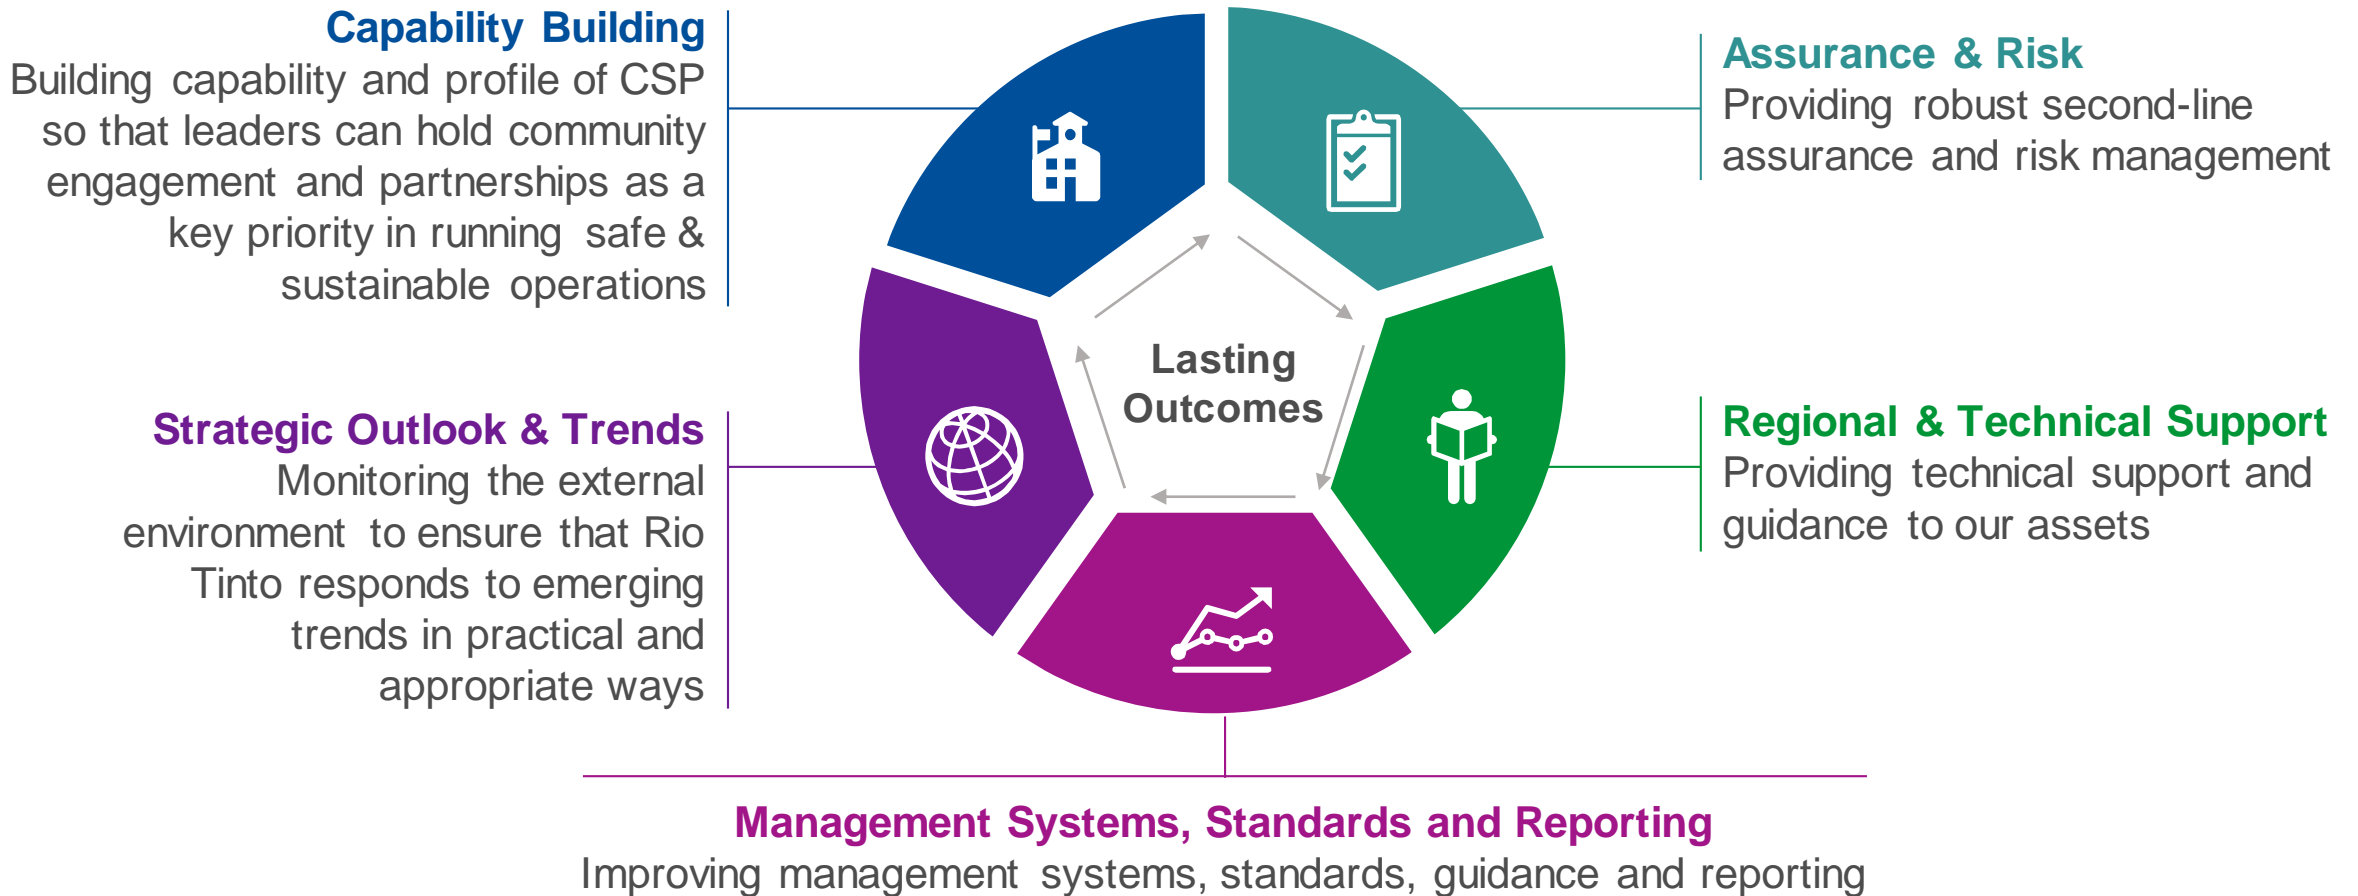 Capability Building
Building capability and profile of CSP
so that leaders can hold community
engagement and partnerships as a
key priority in running safe &
sustainable operations
Assurance & Risk
Providing robust second-line
assurance and risk management
Strategic Outlook & Trends
Monitoring the external
environment to ensure that Rio
Tinto responds to emerging
trends in practical and
appropriate ways
Lasting
Outcomes
Regional & Technical Support
Providing technical support and
guidance to our assets
Management Systems, Standards and Reporting
Improving management systems, standards, guidance and reporting